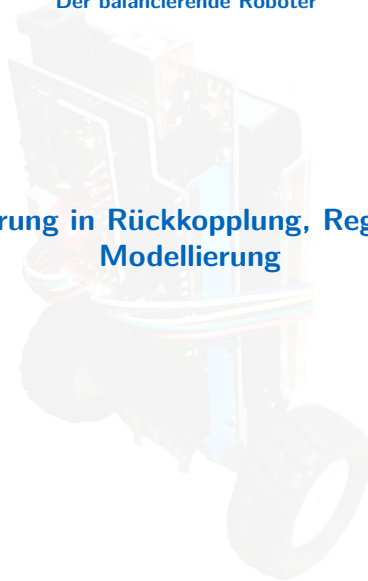 Der balancierende Roboter
rung in Rückkopplung, Reg
Modellierung